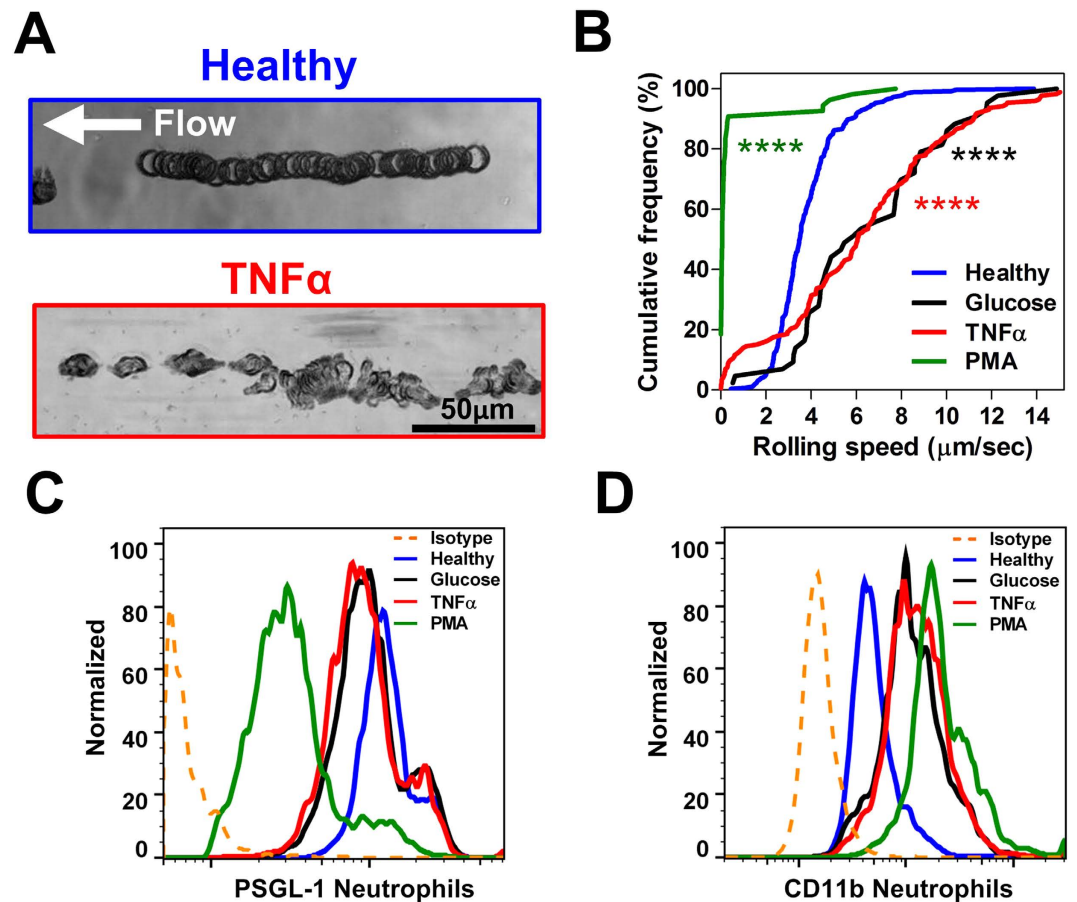 A
Healthy
Flow
TNFα
50μm
B
Cumulative frequency (%)
100
80
60
40
20
0
****
****
****
Healthy
Glucose
TNFα
PMA
0 2 4 6 8 10 12 14
Rolling speed (μm/sec)
C
Normalized
100
80
60
40
20
0
Isotype
Healthy
Glucose
TNFα
PMA
PSGL-1 Neutrophils
D
Normalized
100
80
60
40
20
0
Isotype
Healthy
Glucose
TNFα
PMA
CD11b Neutrophils